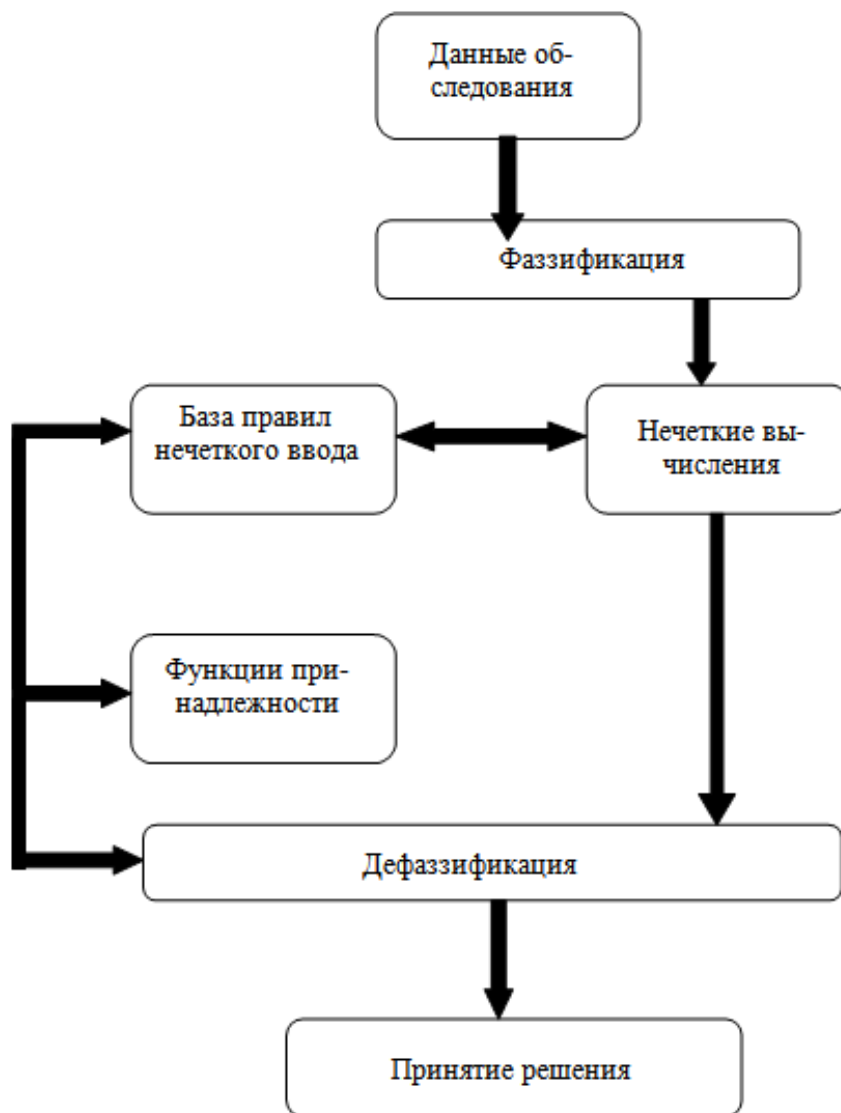 Данные об-
следования
Фаззификация
База правил
нечеткого ввода
Нечеткие вы-
числения
Функции при-
надлежности
Дефаззификация
Принятие решения